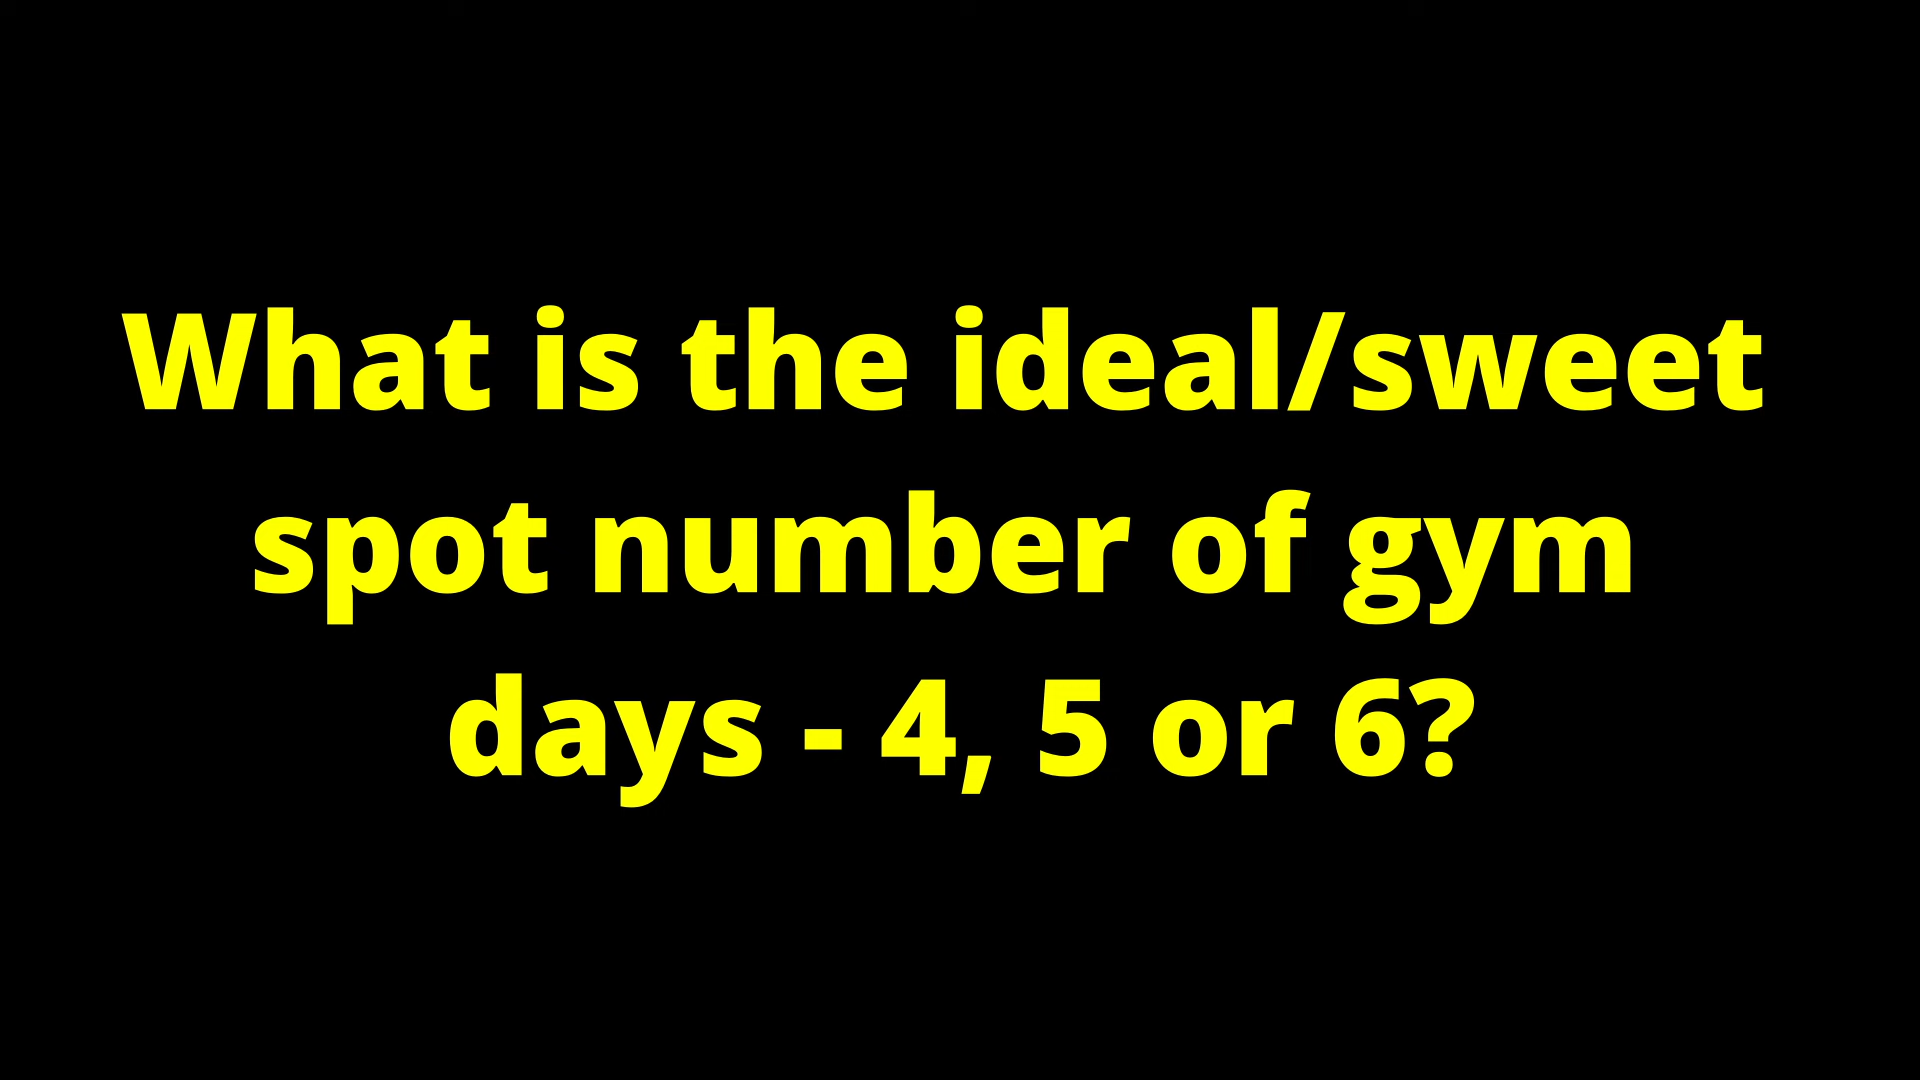 What is the ideal/sweet
spot number of gym
days - 4, 5 or 6?